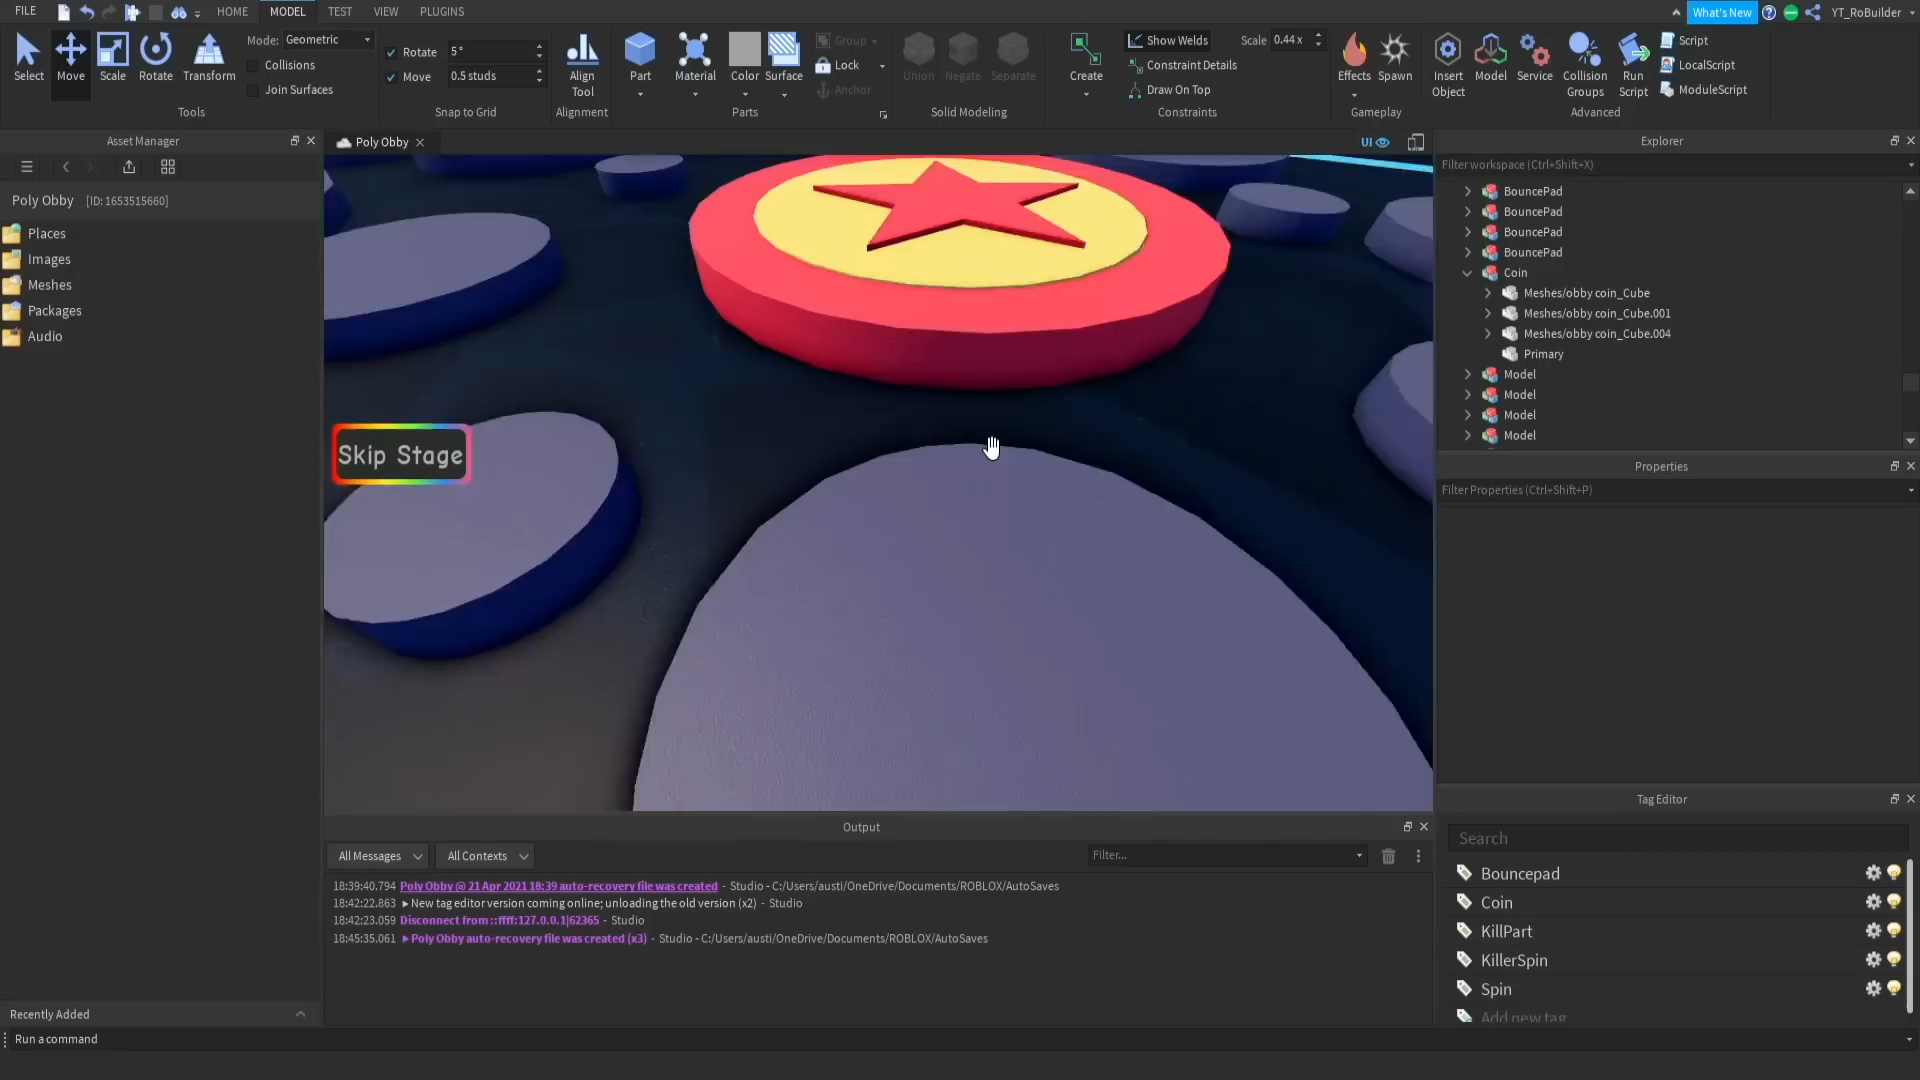 FILE
HOME
MODEL
TEST
VIEW
PLUGINS
What's New
YT_RoBuilder
Select
Move
Scale
Rotate
Transform
Mode: Geometric
Collisions
Join Surfaces
Tools
Rotate 5°
Move 0.5 studs
Snap to Grid
Align Tool
Alignment
Part
Material
Color
Surface
Group
Lock
Anchor
Parts
Union
Negate
Separate
Solid Modeling
Create
Show Welds
Scale 0.44 x
Constraint Details
Draw On Top
Constraints
Effects
Spawn
Gameplay
Insert Object
Model
Service
Collision Groups
Run Script
Script
LocalScript
ModuleScript
Advanced
Asset Manager
Poly Obby [ID: 1653515660]
Places
Images
Meshes
Packages
Audio
Recently Added
Poly Obby
UI
Skip Stage
Explorer
Filter workspace (Ctrl+Shift+X)
BouncePad
BouncePad
BouncePad
BouncePad
Coin
Meshes/obby coin_Cube
Meshes/obby coin_Cube.001
Meshes/obby coin_Cube.004
Primary
Model
Model
Model
Model
Properties
Filter Properties (Ctrl+Shift+P)
Output
All Messages
All Contexts
Filter...
18:39:40.794 Poly Obby @ 21 Apr 2021 18:39 auto-recovery file was created - Studio - C:/Users/austi/OneDrive/Documents/ROBLOX/AutoSaves
18:42:22.863 New tag editor version coming online; unloading the old version (x2) - Studio
18:42:23.059 Disconnect from ::ffff:127.0.0.1|62365 - Studio
18:45:35.061 Poly Obby auto-recovery file was created (x3) - Studio - C:/Users/austi/OneDrive/Documents/ROBLOX/AutoSaves
Tag Editor
Search
Bouncepad
Coin
KillPart
KillerSpin
Spin
Add new tag
Run a command